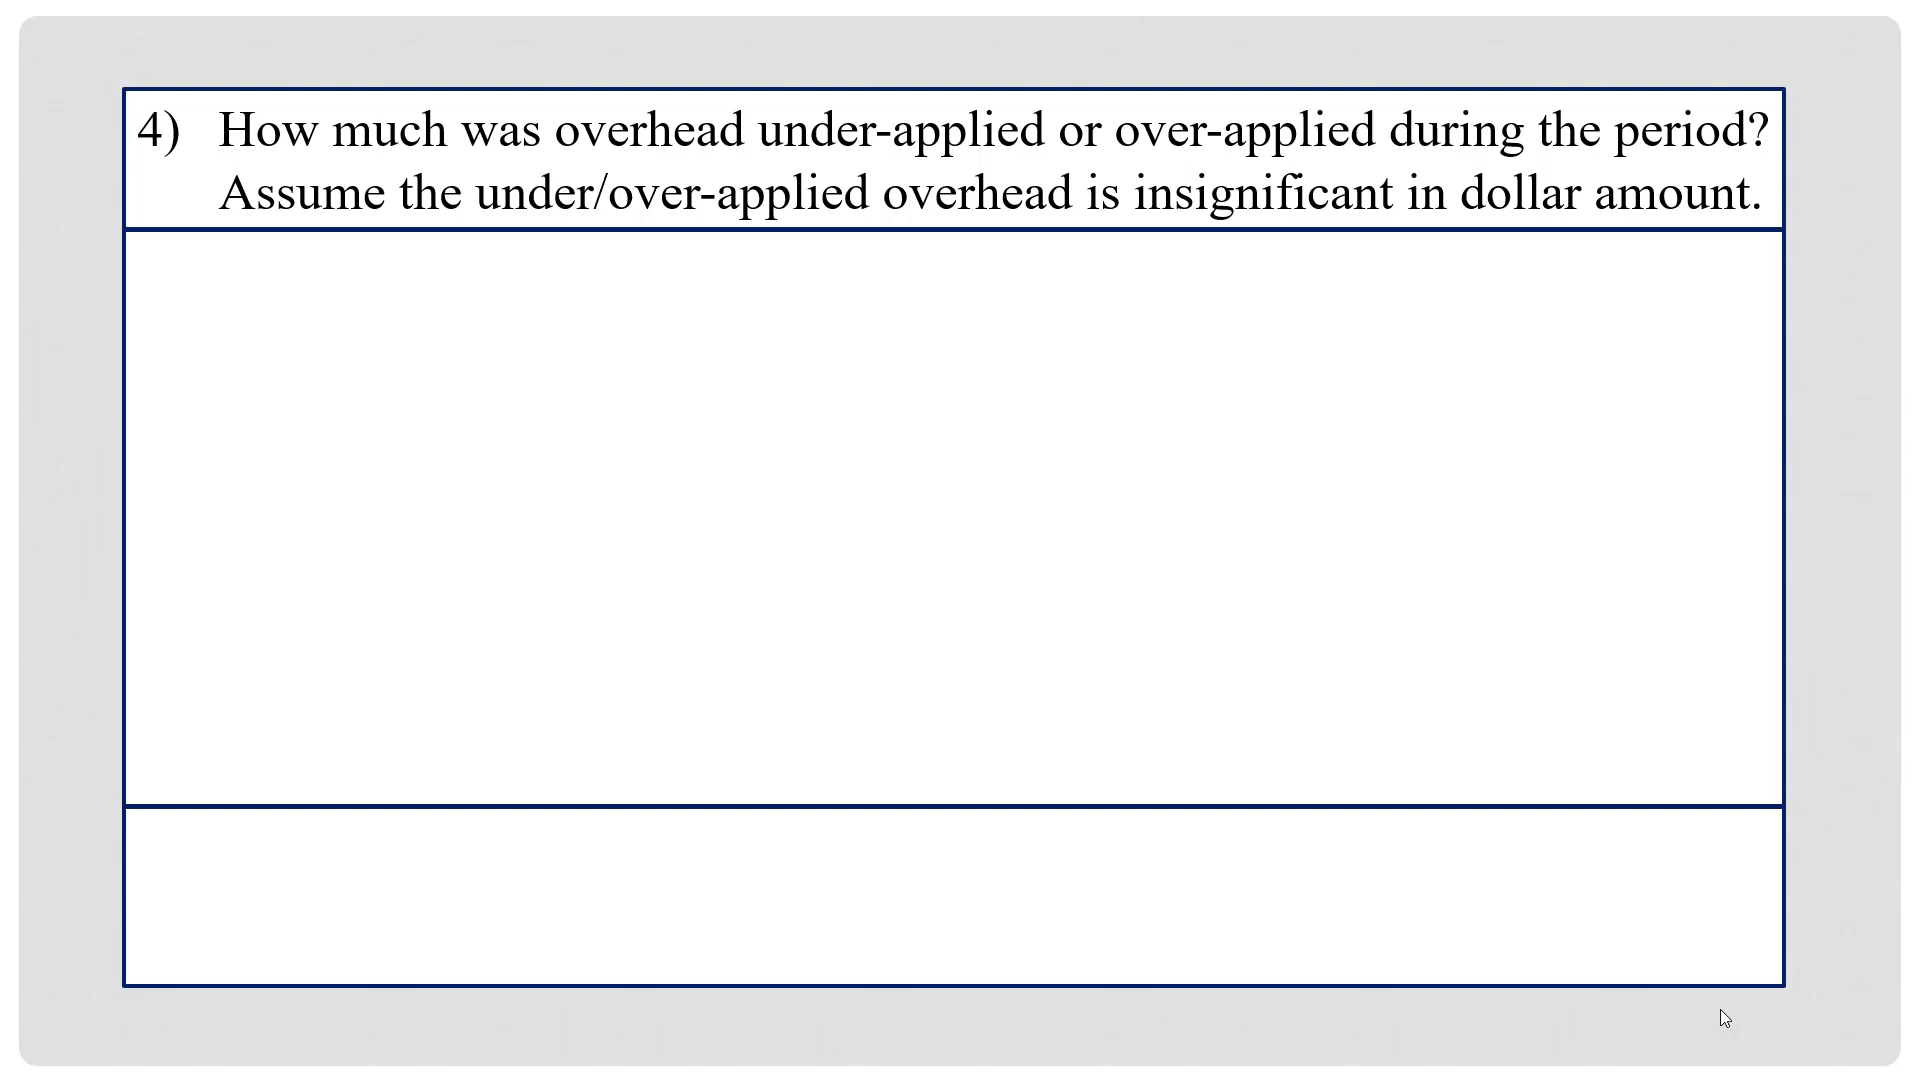 4) How much was overhead under-applied or over-applied during the period?
Assume the under/over-applied overhead is insignificant in dollar amount.